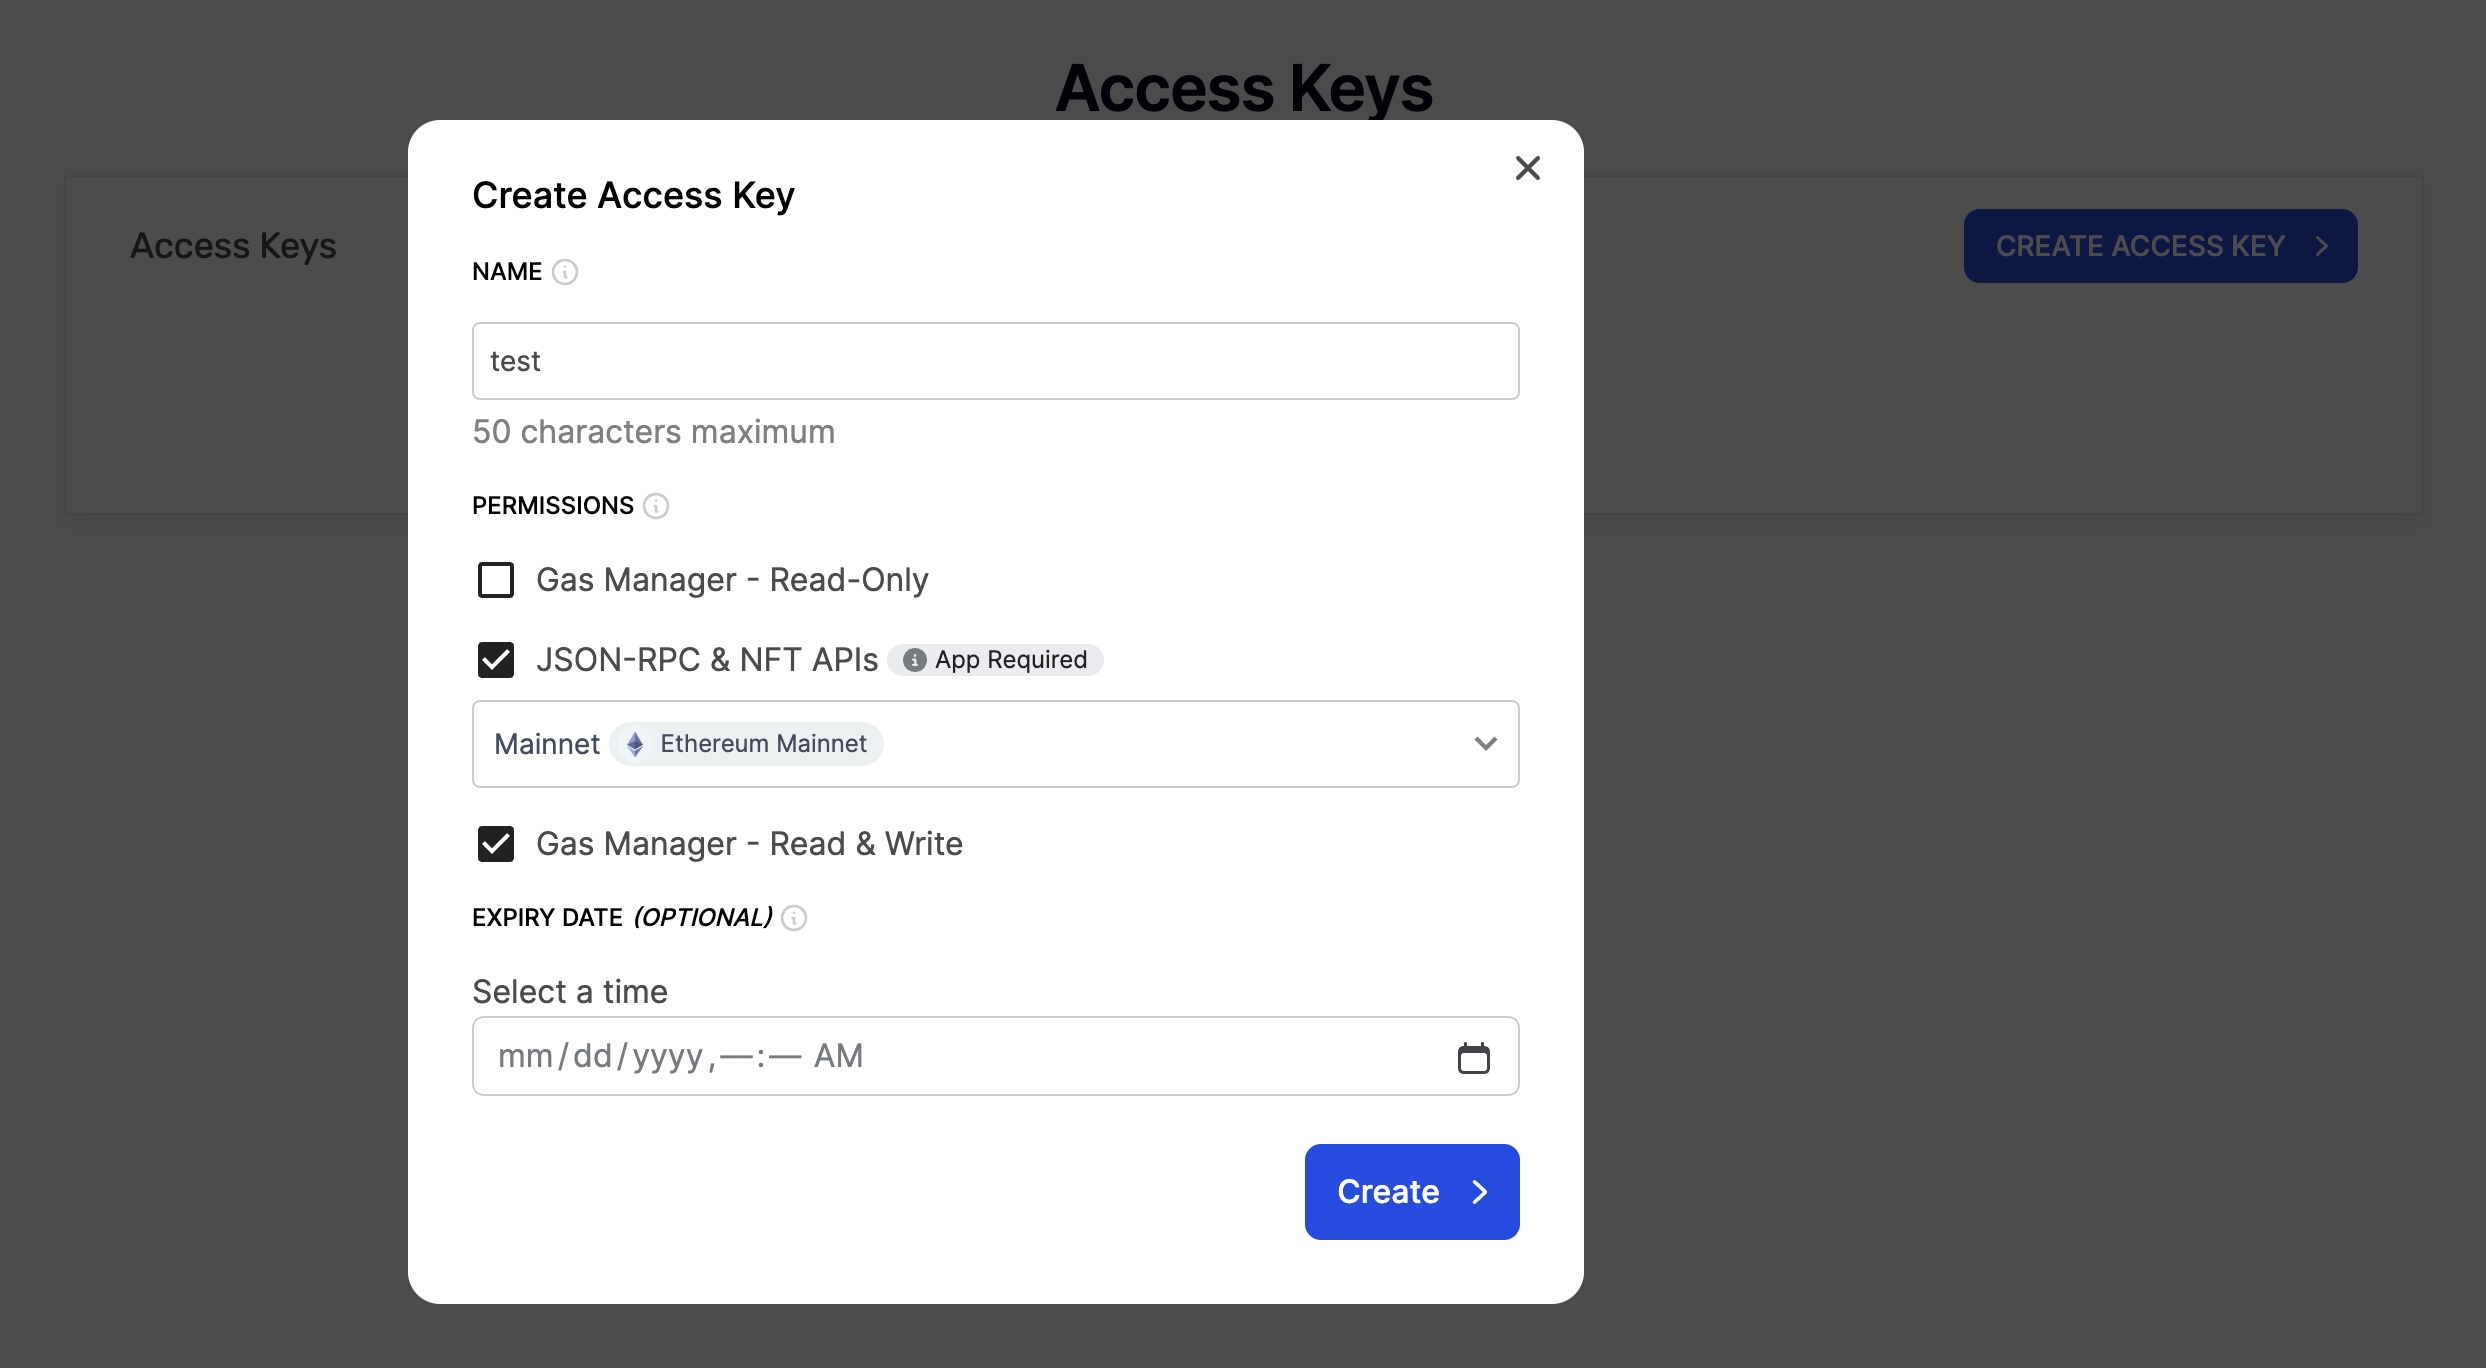 Access Keys
Access Keys
CREATE ACCESS KEY
Create Access Key
NAME
test
50 characters maximum
PERMISSIONS
Gas Manager - Read-Only
JSON-RPC & NFT APIs App Required
Mainnet Ethereum Mainnet
Gas Manager - Read & Write
EXPIRY DATE (OPTIONAL)
Select a time
mm/dd/yyyy, --:-- AM
Create